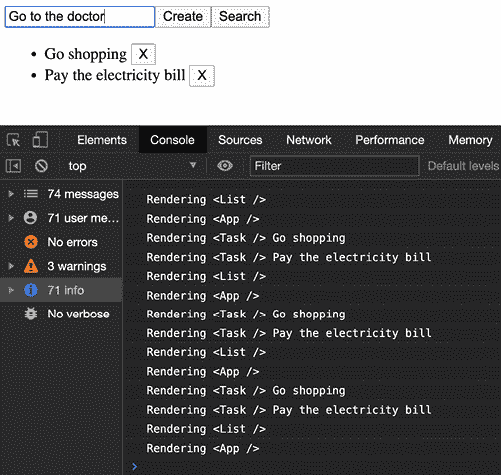 Go to the doctor Create Search
Go shopping X
Pay the electricity bill X
Elements Console Sources Network Performance Memory
top Filter Default levels
74 messages
71 user me...
No errors
3 warnings
71 info
No verbose
Rendering <List />
Rendering <App />
Rendering <Task /> Go shopping
Rendering <Task /> Pay the electricity bill
Rendering <List />
Rendering <App />
Rendering <Task /> Go shopping
Rendering <Task /> Pay the electricity bill
Rendering <List />
Rendering <App />
Rendering <Task /> Go shopping
Rendering <Task /> Pay the electricity bill
Rendering <List />
Rendering <App />